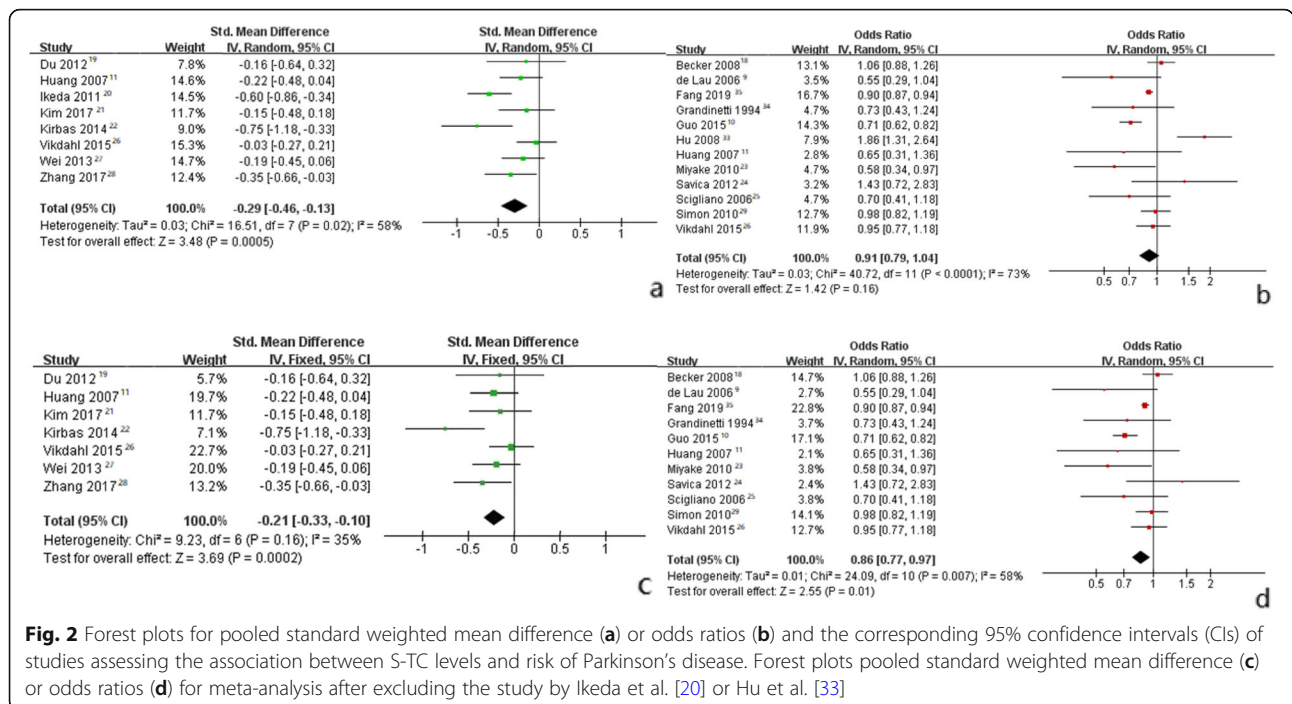 Std. Mean Difference Std. Mean Difference
Study Weight IV, Random, 95% CI IV, Random, 95% CI
Du 2012 19 7.8% -0.16 [-0.64, 0.32]
Huang 2007 11 14.6% -0.22 [-0.48, 0.04]
Ikeda 2011 20 14.5% -0.60 [-0.86, -0.34]
Kim 2017 21 11.7% -0.15 [-0.48, 0.18]
Kirbas 2014 22 9.0% -0.75 [-1.18, -0.33]
Vikdahl 2015 26 15.3% -0.03 [-0.27, 0.21]
Wei 2013 27 14.7% -0.19 [-0.45, 0.06]
Zhang 2017 28 12.4% -0.35 [-0.66, -0.03]
Total (95% CI) 100.0% -0.29 [-0.46, -0.13]
Heterogeneity: Tau² = 0.03; Chi² = 16.51, df = 7 (P = 0.02); I² = 58%
Test for overall effect: Z = 3.48 (P = 0.0005)
-1 -0.5 0 0.5 1
a
Odds Ratio Odds Ratio
Study Weight IV, Random, 95% CI IV, Random, 95% CI
Becker 2008 18 13.1% 1.06 [0.88, 1.26]
de Lau 2006 9 3.5% 0.55 [0.29, 1.04]
Fang 2019 35 16.7% 0.90 [0.87, 0.94]
Grandinetti 1994 34 4.7% 0.73 [0.43, 1.24]
Guo 2015 10 14.3% 0.71 [0.62, 0.82]
Hu 2008 33 7.9% 1.86 [1.31, 2.64]
Huang 2007 11 2.8% 0.65 [0.31, 1.36]
Miyake 2010 23 4.7% 0.58 [0.34, 0.97]
Savica 2012 24 3.2% 1.43 [0.72, 2.83]
Scigliano 2006 25 4.7% 0.70 [0.41, 1.18]
Simon 2010 29 12.7% 0.98 [0.82, 1.19]
Vikdahl 2015 26 11.9% 0.95 [0.77, 1.18]
Total (95% CI) 100.0% 0.91 [0.79, 1.04]
Heterogeneity: Tau² = 0.03; Chi² = 40.72, df = 11 (P < 0.0001); I² = 73%
Test for overall effect: Z = 1.42 (P = 0.16)
0.5 0.7 1 1.5 2
b
Std. Mean Difference Std. Mean Difference
Study Weight IV, Fixed, 95% CI IV, Fixed, 95% CI
Du 2012 19 5.7% -0.16 [-0.64, 0.32]
Huang 2007 11 19.7% -0.22 [-0.48, 0.04]
Kim 2017 21 11.7% -0.15 [-0.48, 0.18]
Kirbas 2014 22 7.1% -0.75 [-1.18, -0.33]
Vikdahl 2015 26 22.7% -0.03 [-0.27, 0.21]
Wei 2013 27 20.0% -0.19 [-0.45, 0.06]
Zhang 2017 28 13.2% -0.35 [-0.66, -0.03]
Total (95% CI) 100.0% -0.21 [-0.33, -0.10]
Heterogeneity: Chi² = 9.23, df = 6 (P = 0.16); I² = 35%
Test for overall effect: Z = 3.69 (P = 0.0002)
-1 -0.5 0 0.5 1
c
Odds Ratio Odds Ratio
Study Weight IV, Random, 95% CI IV, Random, 95% CI
Becker 2008 18 14.7% 1.06 [0.88, 1.26]
de Lau 2006 9 2.7% 0.55 [0.29, 1.04]
Fang 2019 35 22.8% 0.90 [0.87, 0.94]
Grandinetti 1994 34 3.7% 0.73 [0.43, 1.24]
Guo 2015 10 17.1% 0.71 [0.62, 0.82]
Huang 2007 11 2.1% 0.65 [0.31, 1.36]
Miyake 2010 23 3.8% 0.58 [0.34, 0.97]
Savica 2012 24 2.4% 1.43 [0.72, 2.83]
Scigliano 2006 25 3.8% 0.70 [0.41, 1.18]
Simon 2010 29 14.1% 0.98 [0.82, 1.19]
Vikdahl 2015 26 12.7% 0.95 [0.77, 1.18]
Total (95% CI) 100.0% 0.86 [0.77, 0.97]
Heterogeneity: Tau² = 0.01; Chi² = 24.09, df = 10 (P = 0.007); I² = 58%
Test for overall effect: Z = 2.55 (P = 0.01)
0.5 0.7 1 1.5 2
d
Fig. 2 Forest plots for pooled standard weighted mean difference (a) or odds ratios (b) and the corresponding 95% confidence intervals (CIs) of
studies assessing the association between S-TC levels and risk of Parkinson's disease. Forest plots pooled standard weighted mean difference (c)
or odds ratios (d) for meta-analysis after excluding the study by Ikeda et al. [20] or Hu et al. [33]